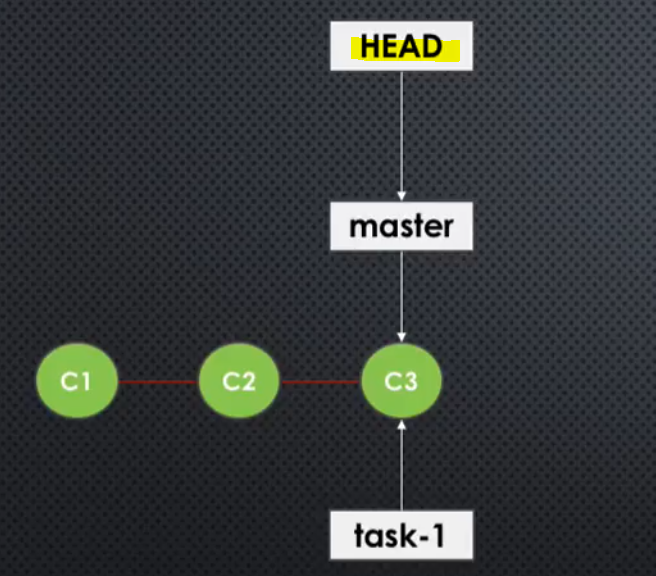 HEAD
master
C1 C2 C3
task-1